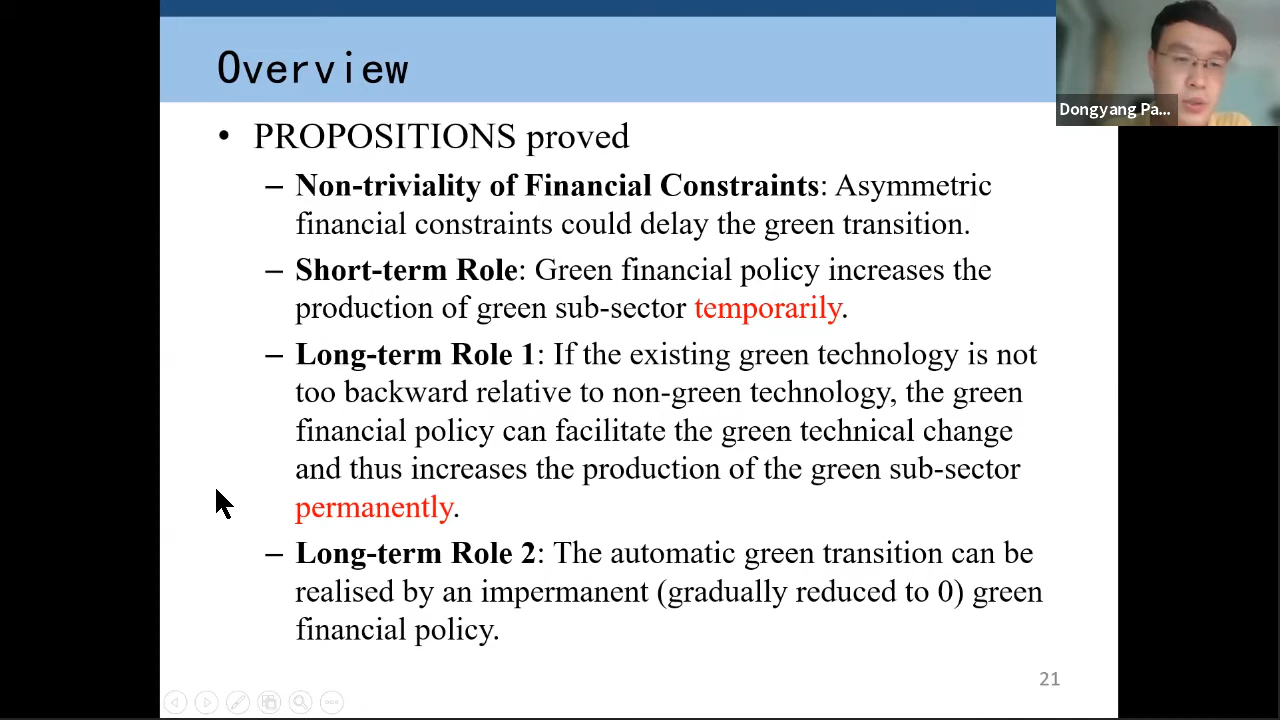 Overview
Dongyang Pa...
• PROPOSITIONS proved
– Non-triviality of Financial Constraints: Asymmetric
financial constraints could delay the green transition.
– Short-term Role: Green financial policy increases the
production of green sub-sector temporarily.
– Long-term Role 1: If the existing green technology is not
too backward relative to non-green technology, the green
financial policy can facilitate the green technical change
and thus increases the production of the green sub-sector
permanently.
– Long-term Role 2: The automatic green transition can be
realised by an impermanent (gradually reduced to 0) green
financial policy.
21